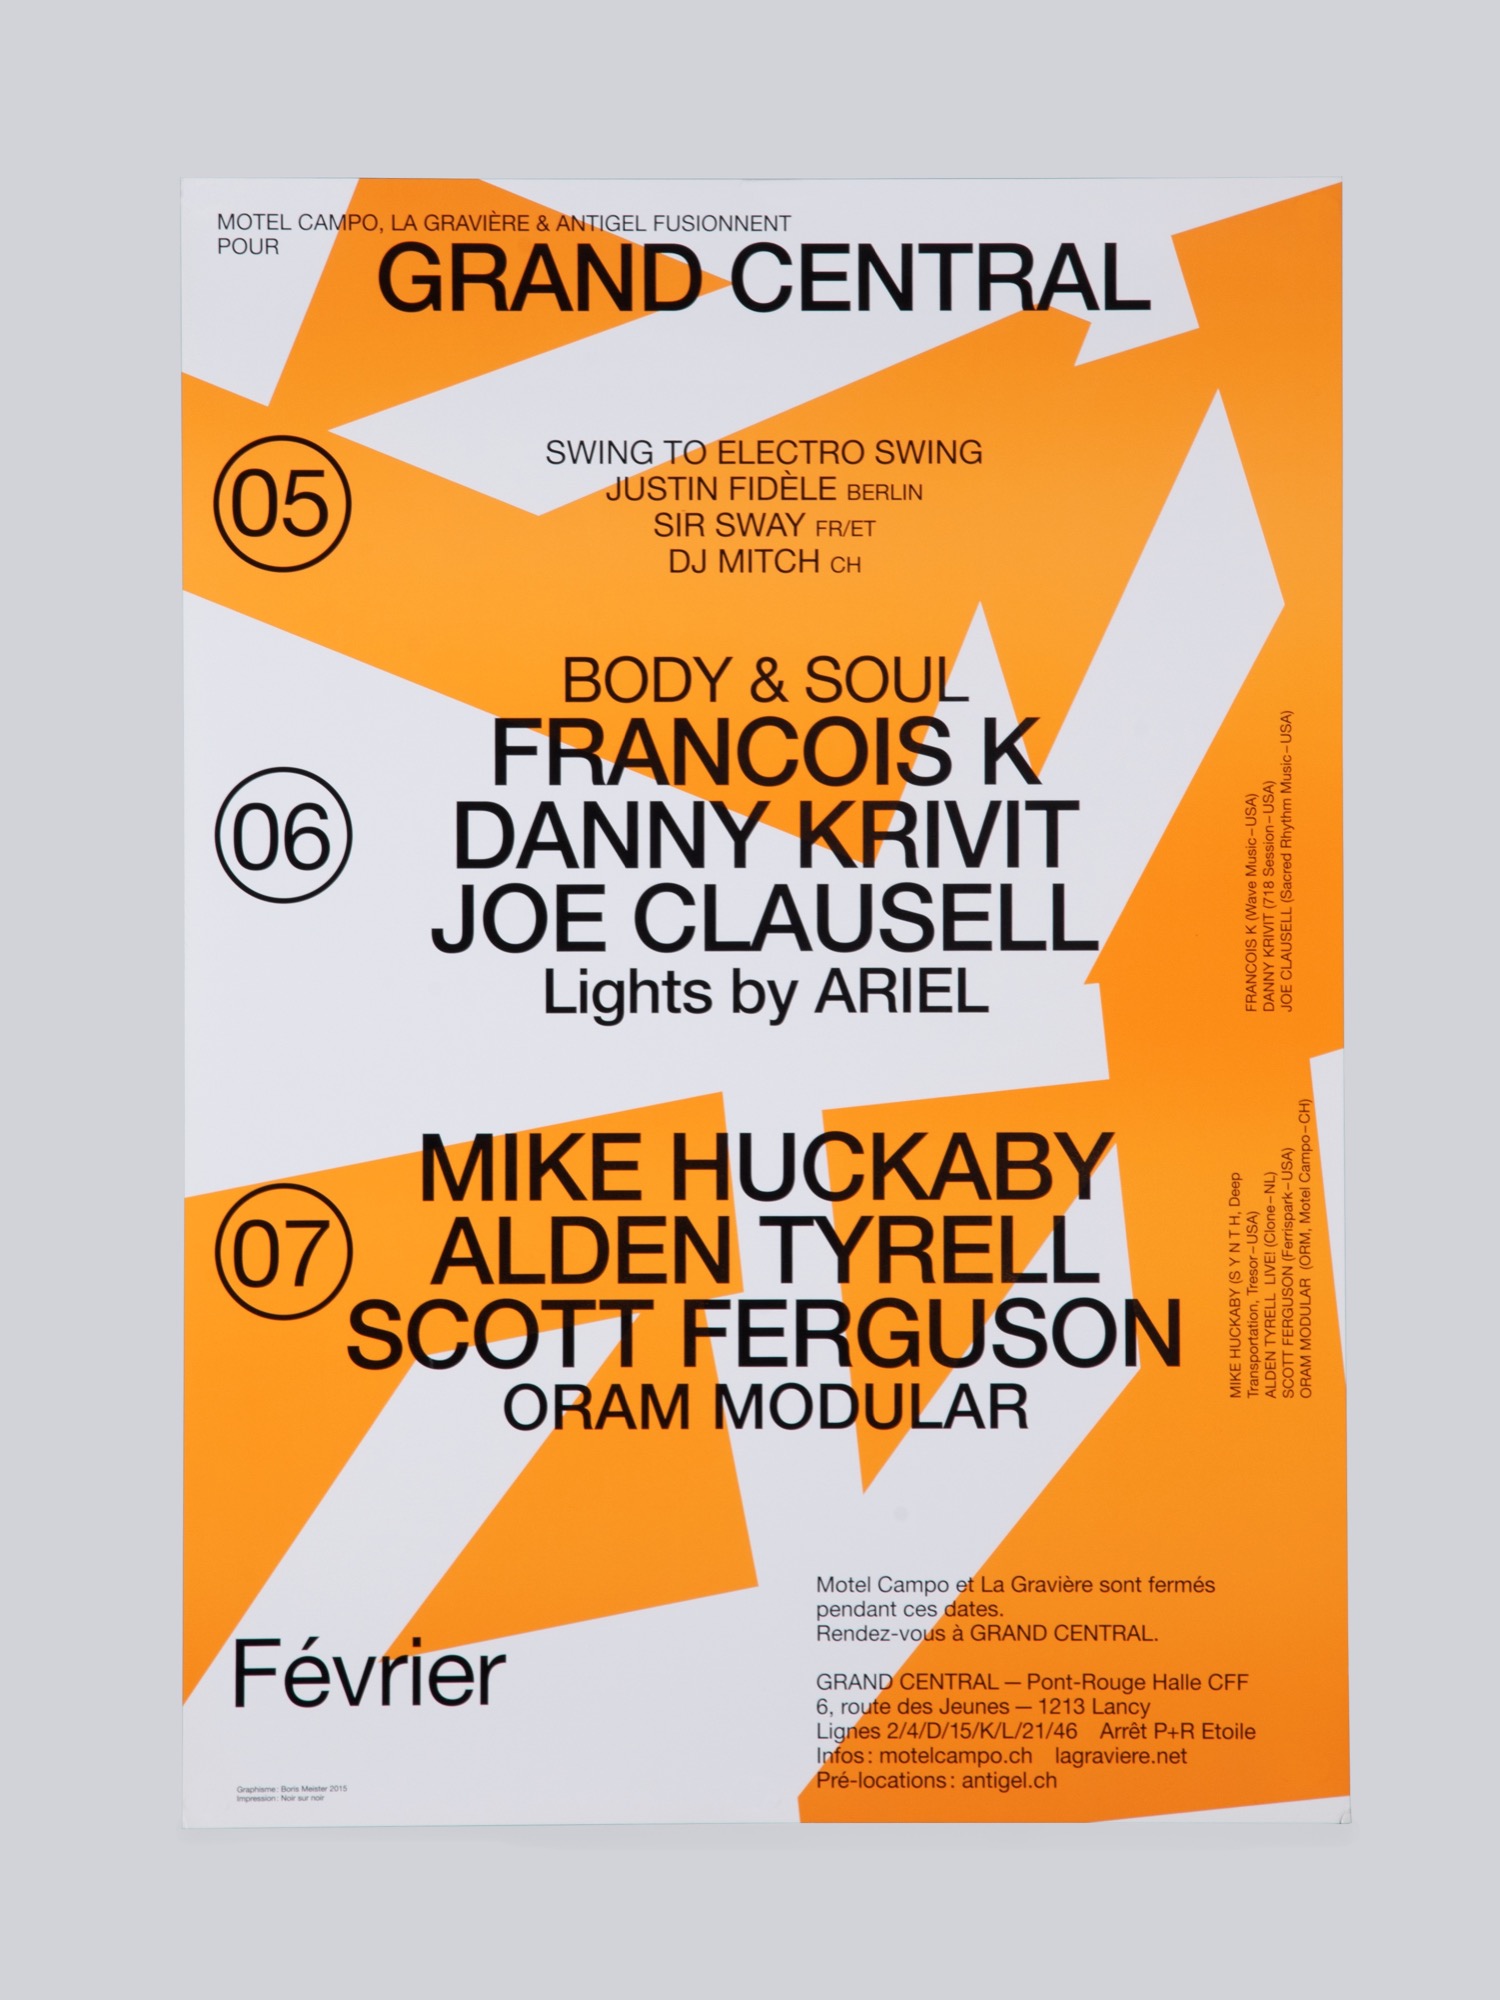 MOTEL CAMPO, LA GRAVIÈRE & ANTIGEL FUSIONNENT
POUR
GRAND CENTRAL
05
SWING TO ELECTRO SWING
JUSTIN FIDÈLE BERLIN
SIR SWAY FR/ET
DJ MITCH CH
06
BODY & SOUL
FRANCOIS K
DANNY KRIVIT
JOE CLAUSELL
Lights by ARIEL
FRANCOIS K (Wave Music–USA)
DANNY KRIVIT (718 Session–USA)
JOE CLAUSELL (Sacred Rhythm Music–USA)
07
MIKE HUCKABY
ALDEN TYRELL
SCOTT FERGUSON
ORAM MODULAR
MIKE HUCKABY (S Y N T H, Deep
Transportation, Tresor–USA)
ALDEN TYRELL LIVE! (Clone–NL)
SCOTT FERGUSON (Ferrispark–USA)
ORAM MODULAR (ORM, Motel Campo–CH)
Février
Motel Campo et La Gravière sont fermés
pendant ces dates.
Rendez-vous à GRAND CENTRAL.
GRAND CENTRAL — Pont-Rouge Halle CFF
6, route des Jeunes — 1213 Lancy
Lignes 2/4/D/15/K/L/21/46 Arrêt P+R Etoile
Infos : motelcampo.ch lagraviere.net
Pré-locations : antigel.ch
Graphisme : Boris Meister 2015
Impression : Noir sur noir